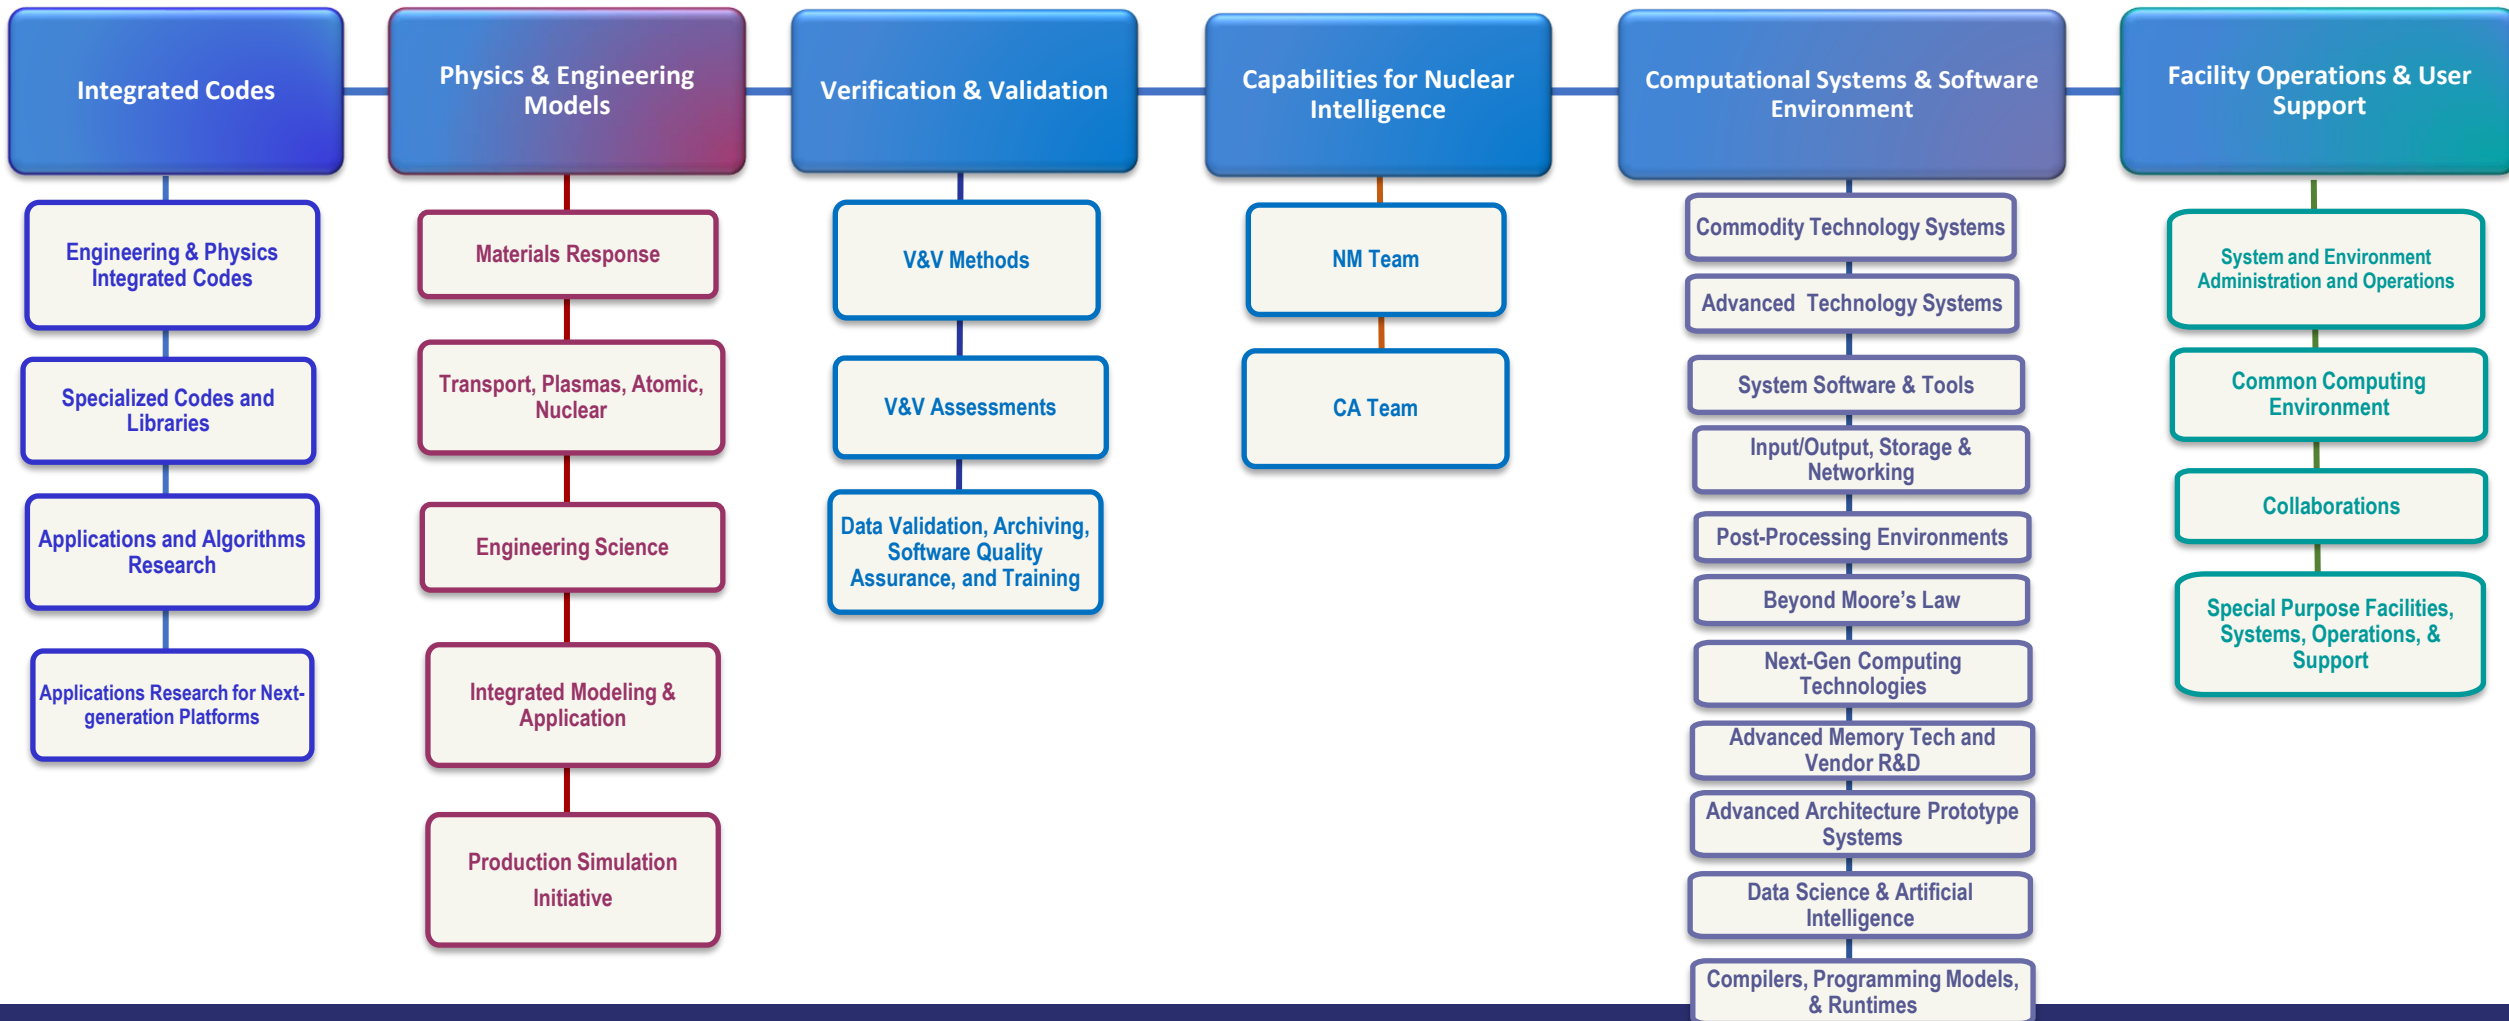 Integrated Codes
Engineering & Physics
Integrated Codes
Specialized Codes and
Libraries
Applications and Algorithms
Research
Applications Research for Next-
generation Platforms
Physics & Engineering
Models
Materials Response
Transport, Plasmas, Atomic,
Nuclear
Engineering Science
Integrated Modeling &
Application
Production Simulation
Initiative
Verification & Validation
V&V Methods
V&V Assessments
Data Validation, Archiving,
Software Quality
Assurance, and Training
Capabilities for Nuclear
Intelligence
NM Team
CA Team
Computational Systems & Software
Environment
Commodity Technology Systems
Advanced  Technology Systems
System Software & Tools
Input/Output, Storage &
Networking
Post-Processing Environments
Beyond Moore’s Law
Next-Gen Computing
Technologies
Advanced Memory Tech and
Vendor R&D
Advanced Architecture Prototype
Systems
Data Science & Artificial
Intelligence
Compilers, Programming Models,
& Runtimes
Facility Operations & User
Support
System and Environment
Administration and Operations
Common Computing
Environment
Collaborations
Special Purpose Facilities,
Systems, Operations, &
Support